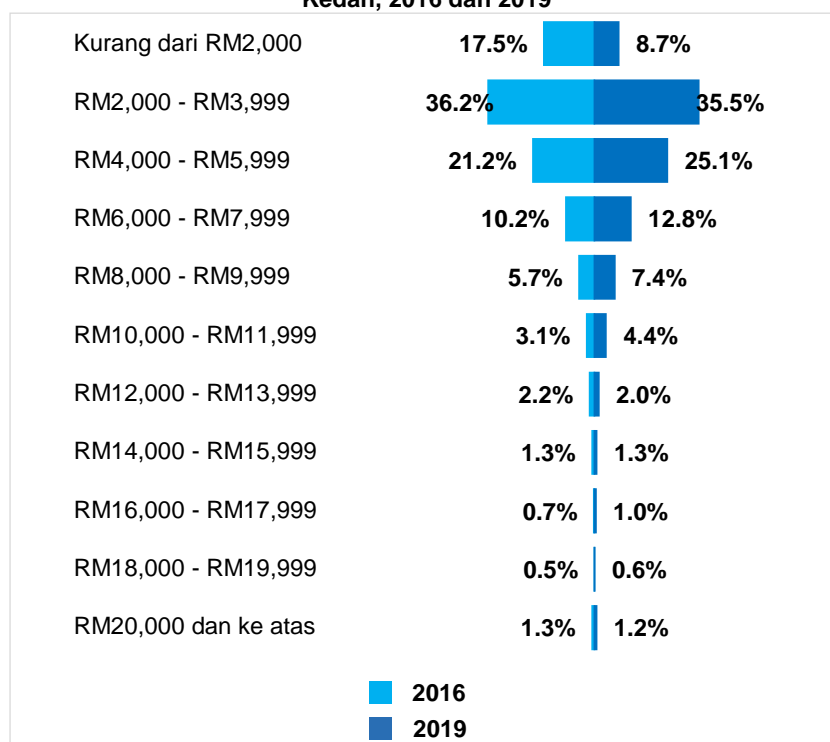 Kedah, 2016 dan 2019
Kurang dari RM2,000 17.5% 8.7%
RM2,000 - RM3,999 36.2% 35.5%
RM4,000 - RM5,999 21.2% 25.1%
RM6,000 - RM7,999 10.2% 12.8%
RM8,000 - RM9,999 5.7% 7.4%
RM10,000 - RM11,999 3.1% 4.4%
RM12,000 - RM13,999 2.2% 2.0%
RM14,000 - RM15,999 1.3% 1.3%
RM16,000 - RM17,999 0.7% 1.0%
RM18,000 - RM19,999 0.5% 0.6%
RM20,000 dan ke atas 1.3% 1.2%
2016
2019